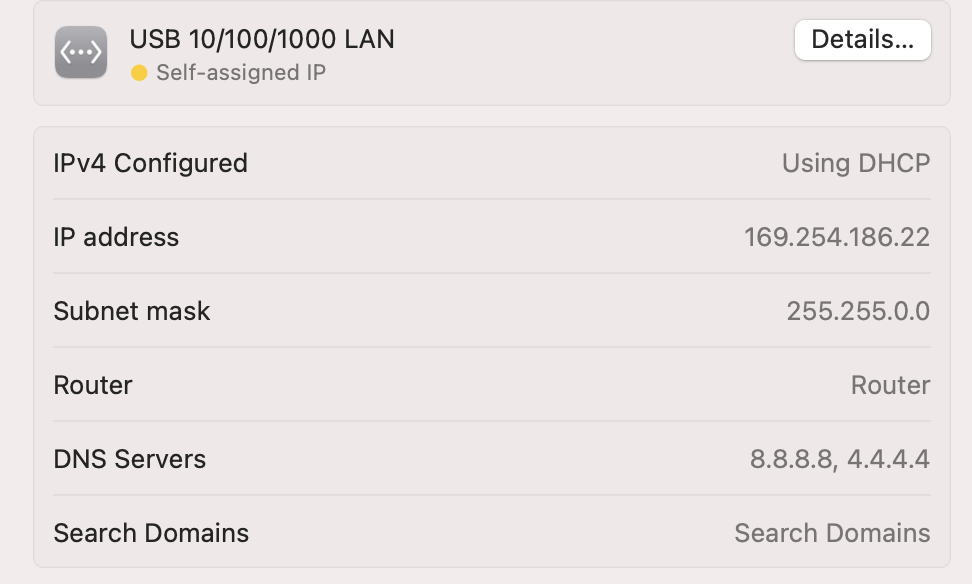 USB 10/100/1000 LAN
Details...
Self-assigned IP
IPv4 Configured Using DHCP
IP address 169.254.186.22
Subnet mask 255.255.0.0
Router Router
DNS Servers 8.8.8.8, 4.4.4.4
Search Domains Search Domains